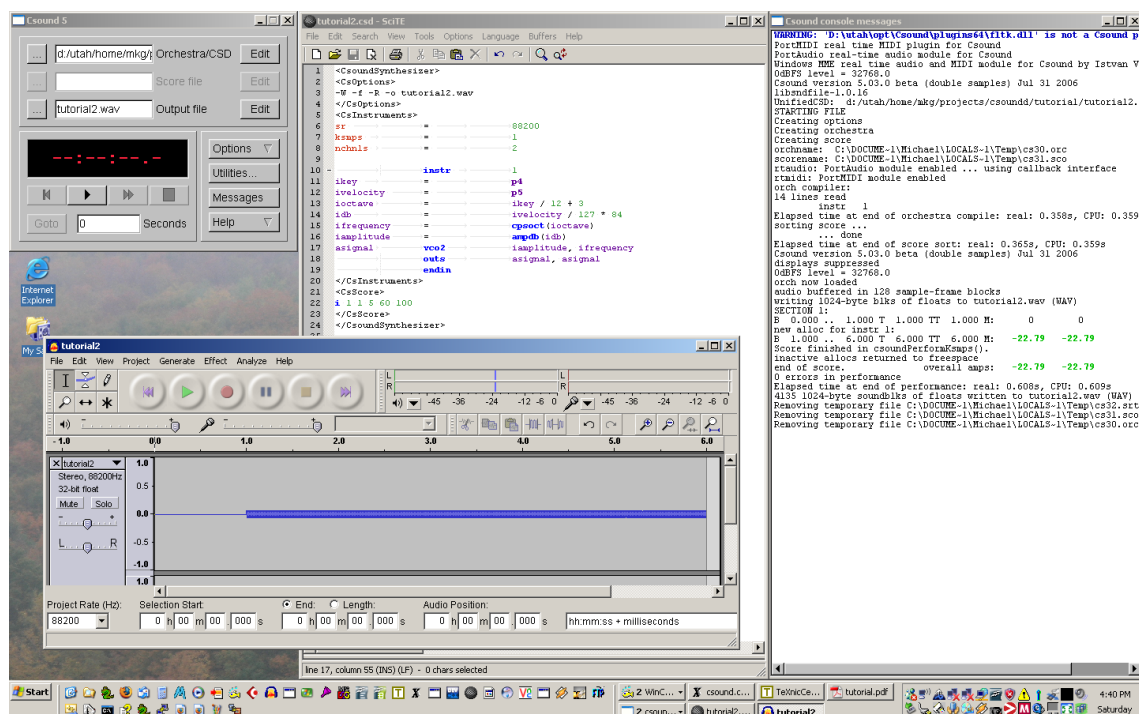 Csound 5
... d:/utah/home/mkg/p Orchestra/CSD Edit
... Score file Edit
... tutorial2.wav Output file Edit
--:--:--.-
Options
Utilities...
Messages
Goto 0 Seconds Help
Internet
Explorer
tutorial2.csd - SciTE
File Edit Search View Tools Options Language Buffers Help
1 <CsoundSynthesizer>
2 <CsOptions>
3 -W -f -R -o tutorial2.wav
4 </CsOptions>
5 <CsInstruments>
6 sr = 88200
7 ksmps = 1
8 nchnls = 2
9
10 - instr 1
11 ikey = p4
12 ivelocity = p5
13 ioctave = ikey / 12 + 3
14 idb = ivelocity / 127 * 84
15 ifrequency = cpsoct(ioctave)
16 iamplitude = ampdb(idb)
17 asignal vco2 iamplitude, ifrequency
18 outs asignal, asignal
19 endin
20 </CsInstruments>
21 <CsScore>
22 i 1 1 5 60 100
23 </CsScore>
24 </CsoundSynthesizer>
line 17, column 55 (INS) (LF) - 0 chars selected
Csound console messages
WARNING: 'D:\utah\opt\Csound\plugins64\fltk.dll' is not a Csound p
PortMIDI real time MIDI plugin for Csound
PortAudio real-time audio module for Csound
Windows MME real time audio and MIDI module for Csound by Istvan V
0dBFS level = 32768.0
Csound version 5.03.0 beta (double samples) Jul 31 2006
libsndfile-1.0.16
UnifiedCSD: d:/utah/home/mkg/projects/csoundd/tutorial/tutorial2.
STARTING FILE
Creating options
Creating orchestra
Creating score
orchname: C:\DOCUME~1\Michael\LOCALS~1\Temp\cs30.orc
scorename: C:\DOCUME~1\Michael\LOCALS~1\Temp\cs31.sco
rtaudio: PortAudio module enabled ... using callback interface
rtmidi: PortMIDI module enabled
orch compiler:
14 lines read
instr 1
Elapsed time at end of orchestra compile: real: 0.358s, CPU: 0.359
sorting score ...
... done
Elapsed time at end of score sort: real: 0.365s, CPU: 0.359s
Csound version 5.03.0 beta (double samples) Jul 31 2006
displays suppressed
0dBFS level = 32768.0
orch now loaded
audio buffered in 128 sample-frame blocks
writing 1024-byte blks of floats to tutorial2.wav (WAV)
SECTION 1:
B 0.000 .. 1.000 T 1.000 TT 1.000 M: 0 0
new alloc for instr 1:
B 1.000 .. 6.000 T 6.000 TT 6.000 M: -22.79 -22.79
Score finished in csoundPerformKsmps().
inactive allocs returned to freespace
end of score. overall amps: -22.79 -22.79
0 errors in performance
Elapsed time at end of performance: real: 0.608s, CPU: 0.609s
4135 1024-byte soundblks of floats written to tutorial2.wav (WAV)
Removing temporary file C:\DOCUME~1\Michael\LOCALS~1\Temp\cs32.srt
Removing temporary file C:\DOCUME~1\Michael\LOCALS~1\Temp\cs31.sco
Removing temporary file C:\DOCUME~1\Michael\LOCALS~1\Temp\cs30.orc
tutorial2
File Edit View Project Generate Effect Analyze Help
L L
R R
-45 -36 -24 -12 -6 0 -45 -36 -24 -12 -6 0
-1.0 0.0 1.0 2.0 3.0 4.0 5.0 6.0
X tutorial2 1.0
Stereo, 88200Hz
32-bit float 0.5
Mute Solo
- + 0.0
L R -0.5
-1.0
1.0
Project Rate (Hz): Selection Start: End: Length: Audio Position:
88200 0 h 00 m 00 .000 s 0 h 00 m 00 .000 s 0 h 00 m 00 .000 s hh:mm:ss + milliseconds
Start 2 WinC... csound.c... TeXnicCe... tutorial.pdf 4:40 PM
2 csoun... tutorial2.... tutorial2 Saturday